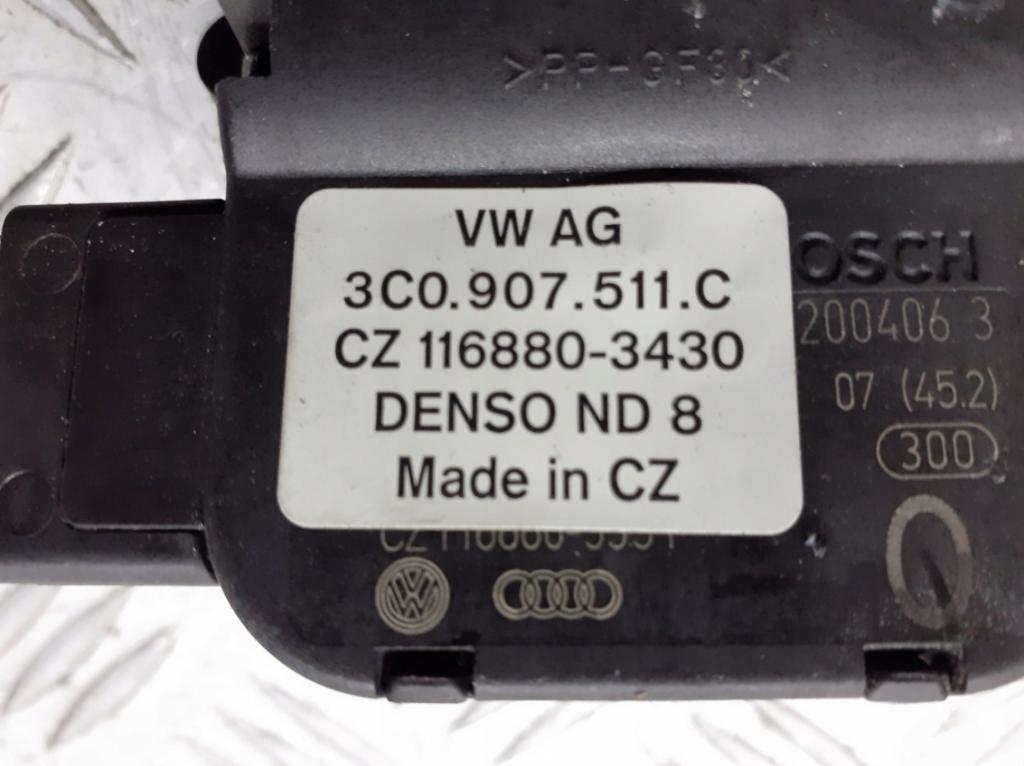 >PP-GF30<
VW AG
3C0.907.511.C
CZ 116880-3430
DENSO ND 8
Made in CZ
OSCH
200406 3
07 (45.2)
300